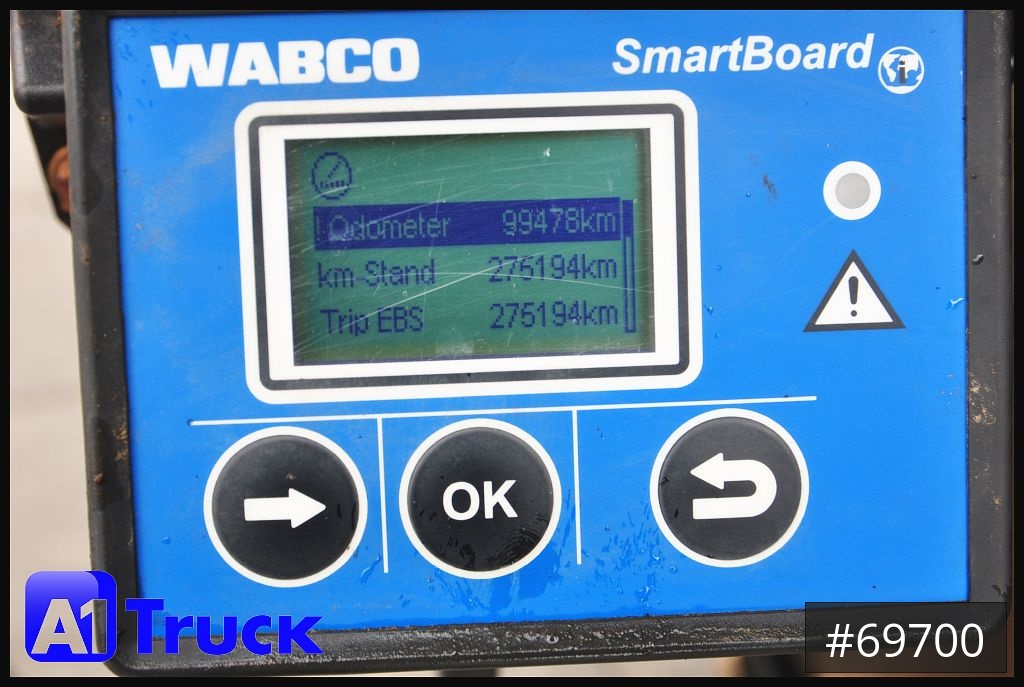 WABCO
SmartBoard
i
! Odometer 99478km
km-Stand 275194km
Trip EBS 275194km
!
OK
A1 Truck
#69700